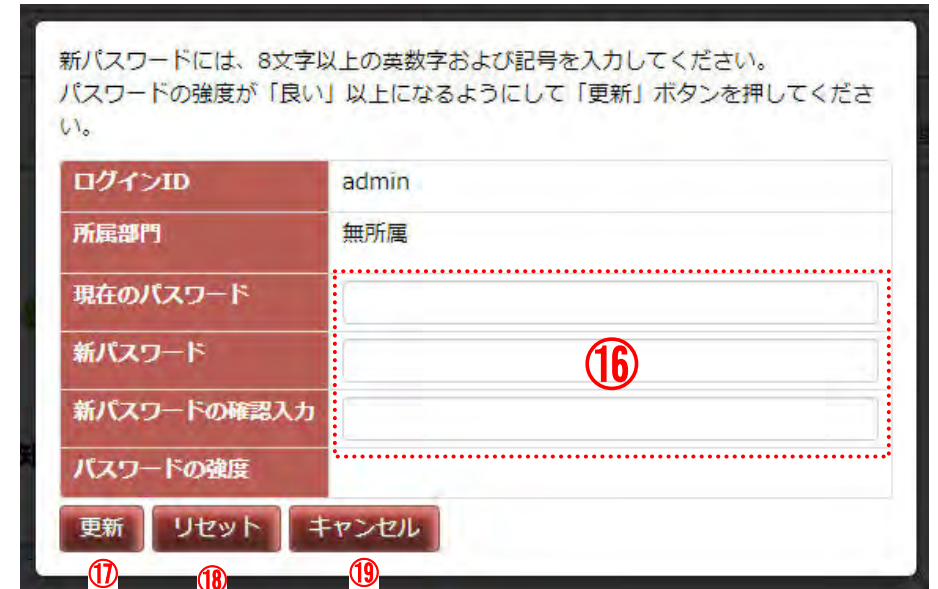 新パスワードには、8文字以上の英数字および記号を入力してください。
パスワードの強度が「良い」以上になるようにして「更新」ボタンを押してくださ
い。
ログインID admin
所属部門 無所属
現在のパスワード
新パスワード
⑯
新パスワードの確認入力
パスワードの強度
更新 リセット キャンセル
⑰ ⑱ ⑲